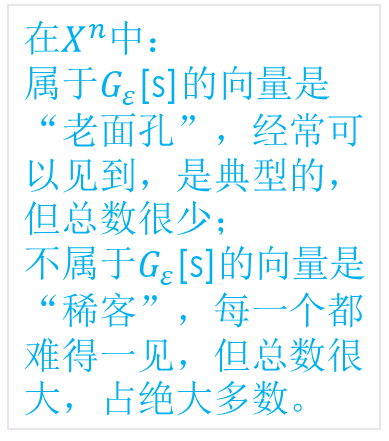 在Xⁿ中：
属于Gε[s]的向量是
“老面孔”，经常可
以见到，是典型的，
但总数很少；
不属于Gε[s]的向量是
“稀客”，每一个都
难得一见，但总数很
大，占绝大多数。